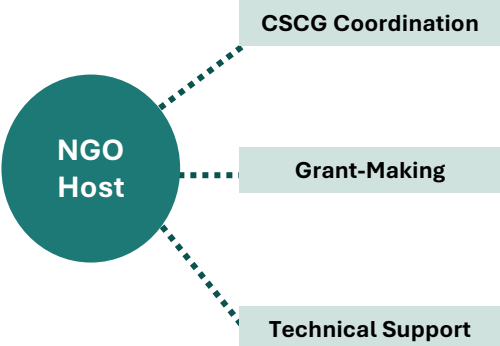 CSCG Coordination
NGO
Host
Grant-Making
Technical Support